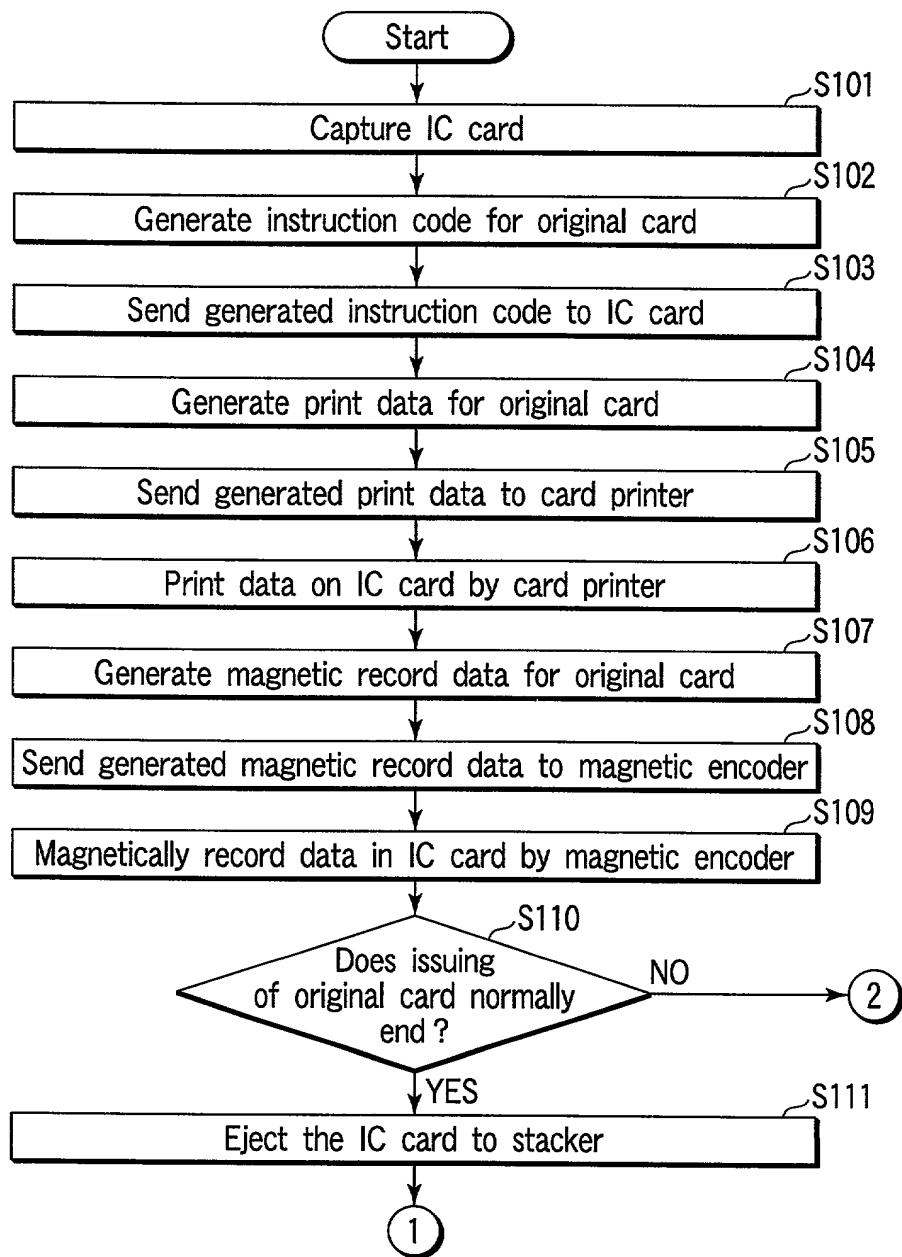 Start
S101
Capture IC card
S102
Generate instruction code for original card
S103
Send generated instruction code to IC card
S104
Generate print data for original card
S105
Send generated print data to card printer
S106
Print data on IC card by card printer
S107
Generate magnetic record data for original card
S108
Send generated magnetic record data to magnetic encoder
S109
Magnetically record data in IC card by magnetic encoder
S110
Does issuing
of original card normally
end ?
NO
2
YES
S111
Eject the IC card to stacker
1